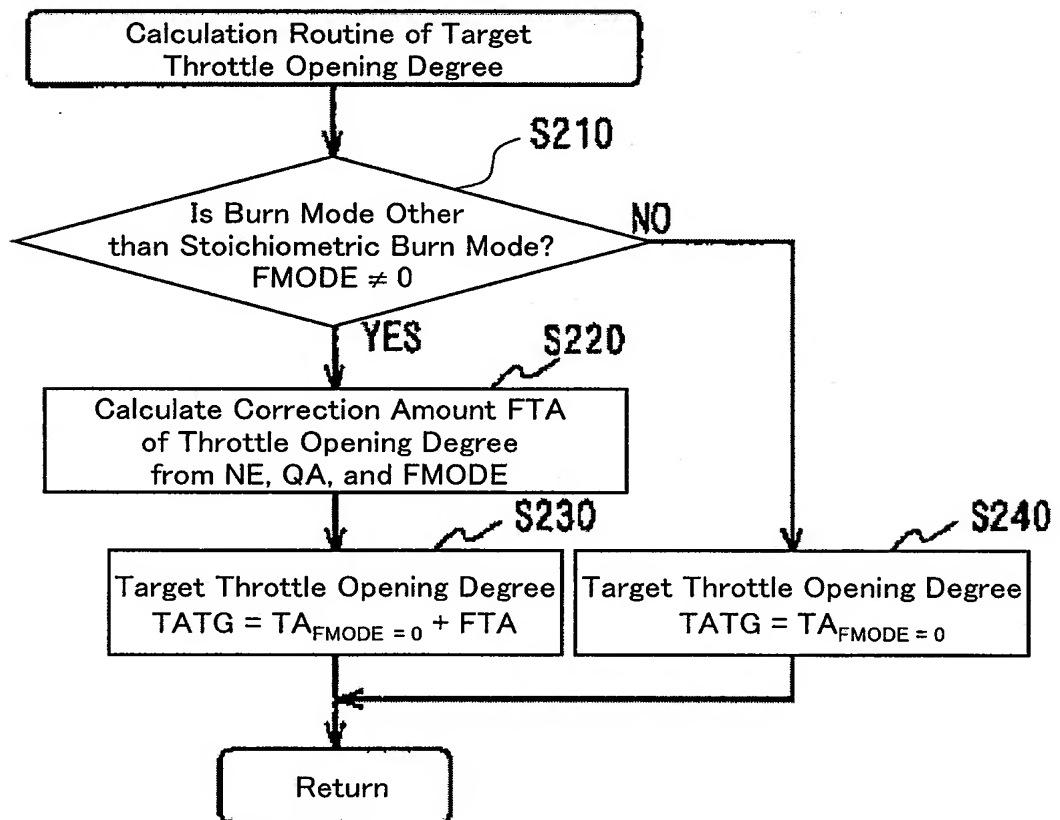 Calculation Routine of Target
Throttle Opening Degree
S210
Is Burn Mode Other
than Stoichiometric Burn Mode?
FMODE ≠ 0
NO
YES
S220
Calculate Correction Amount FTA
of Throttle Opening Degree
from NE, QA, and FMODE
S230
Target Throttle Opening Degree
TATG = TA_FMODE = 0 + FTA
S240
Target Throttle Opening Degree
TATG = TA_FMODE = 0
Return